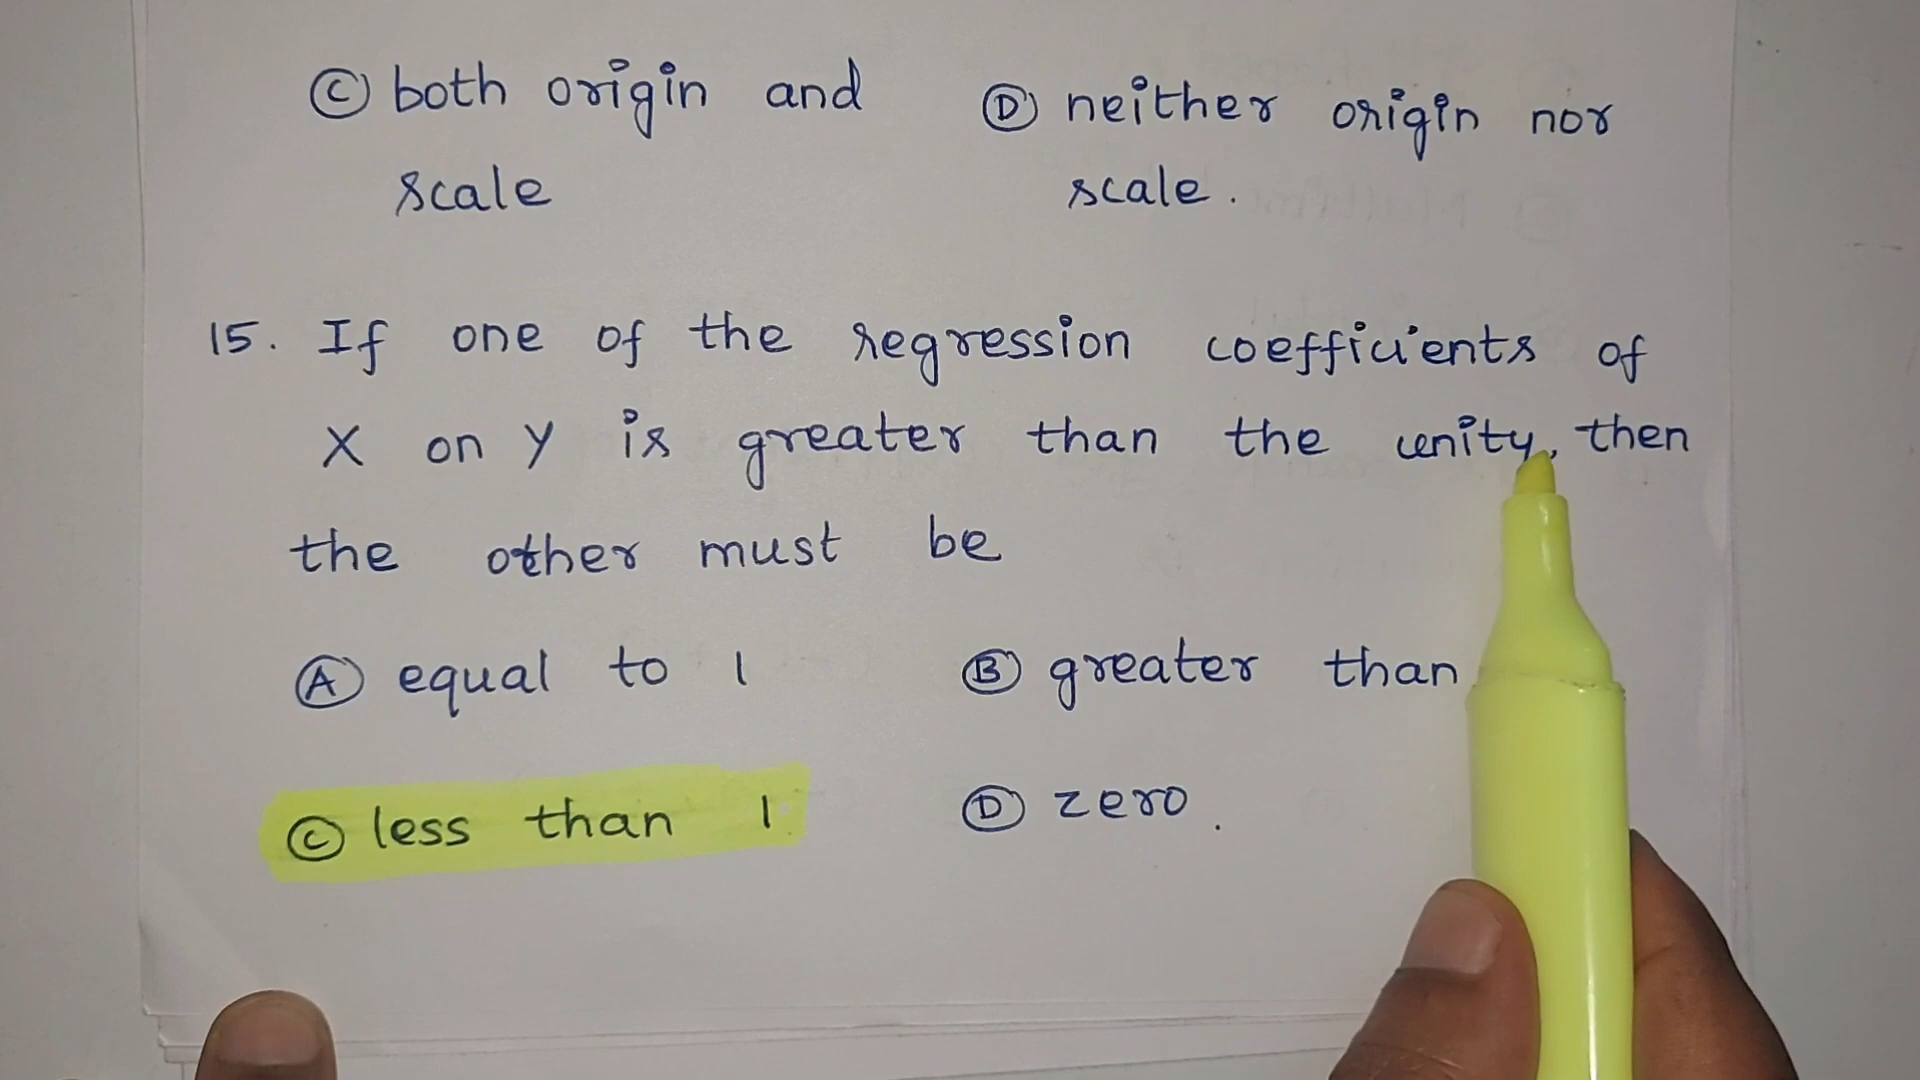 Ⓒ both origin and
scale
Ⓓ neither origin nor
scale.
15. If one of the regression coefficients of
X on Y is greater than the unity, then
the other must be
Ⓐ equal to 1
Ⓑ greater than
Ⓒ less than 1.
Ⓓ zero.